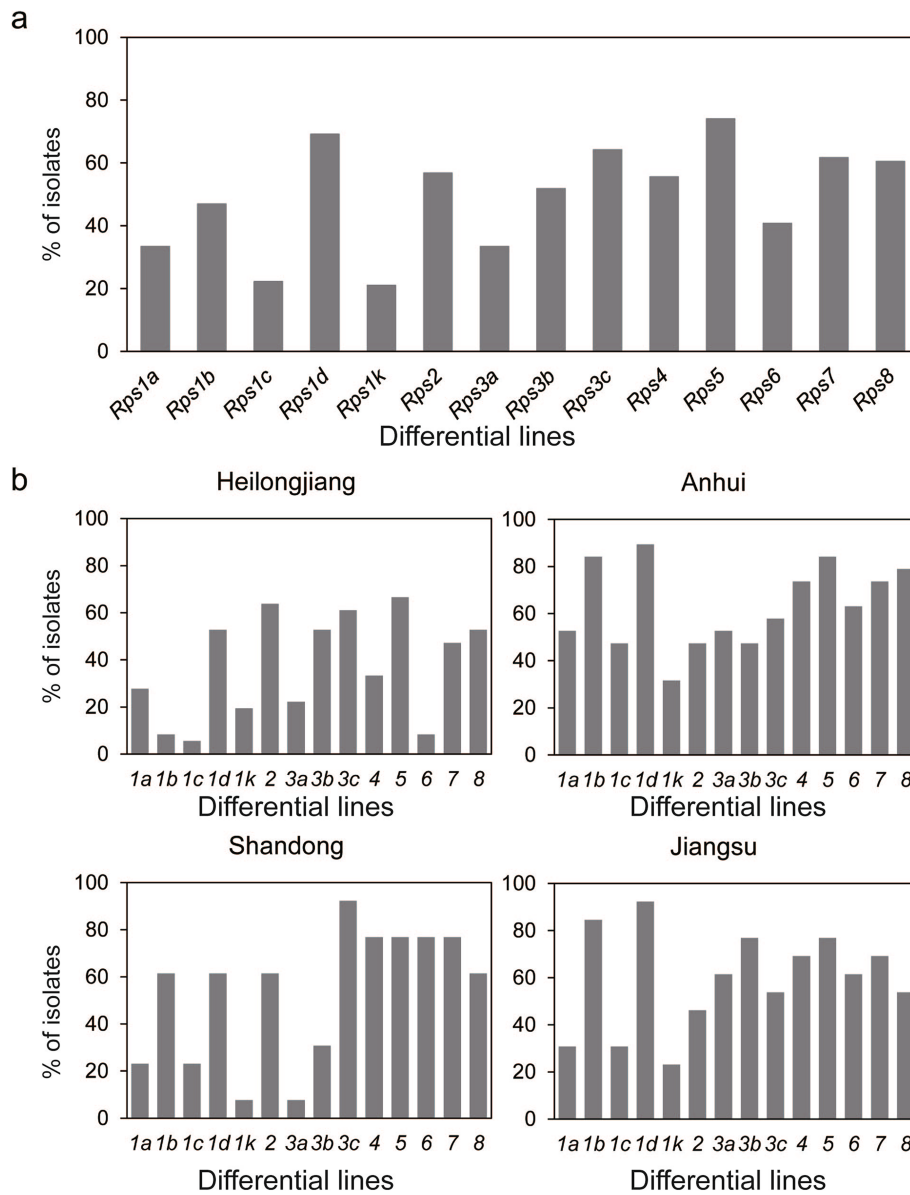 a
100
80
60
40
20
0
% of isolates
Rps1a Rps1b Rps1c Rps1d Rps1k Rps2 Rps3a Rps3b Rps3c Rps4 Rps5 Rps6 Rps7 Rps8
Differential lines
b
Heilongjiang
100
80
60
40
20
0
% of isolates
1a 1b 1c 1d 1k 2 3a 3b 3c 4 5 6 7 8
Differential lines
Anhui
100
80
60
40
20
0
1a 1b 1c 1d 1k 2 3a 3b 3c 4 5 6 7 8
Differential lines
Shandong
100
80
60
40
20
0
% of isolates
1a 1b 1c 1d 1k 2 3a 3b 3c 4 5 6 7 8
Differential lines
Jiangsu
100
80
60
40
20
0
1a 1b 1c 1d 1k 2 3a 3b 3c 4 5 6 7 8
Differential lines